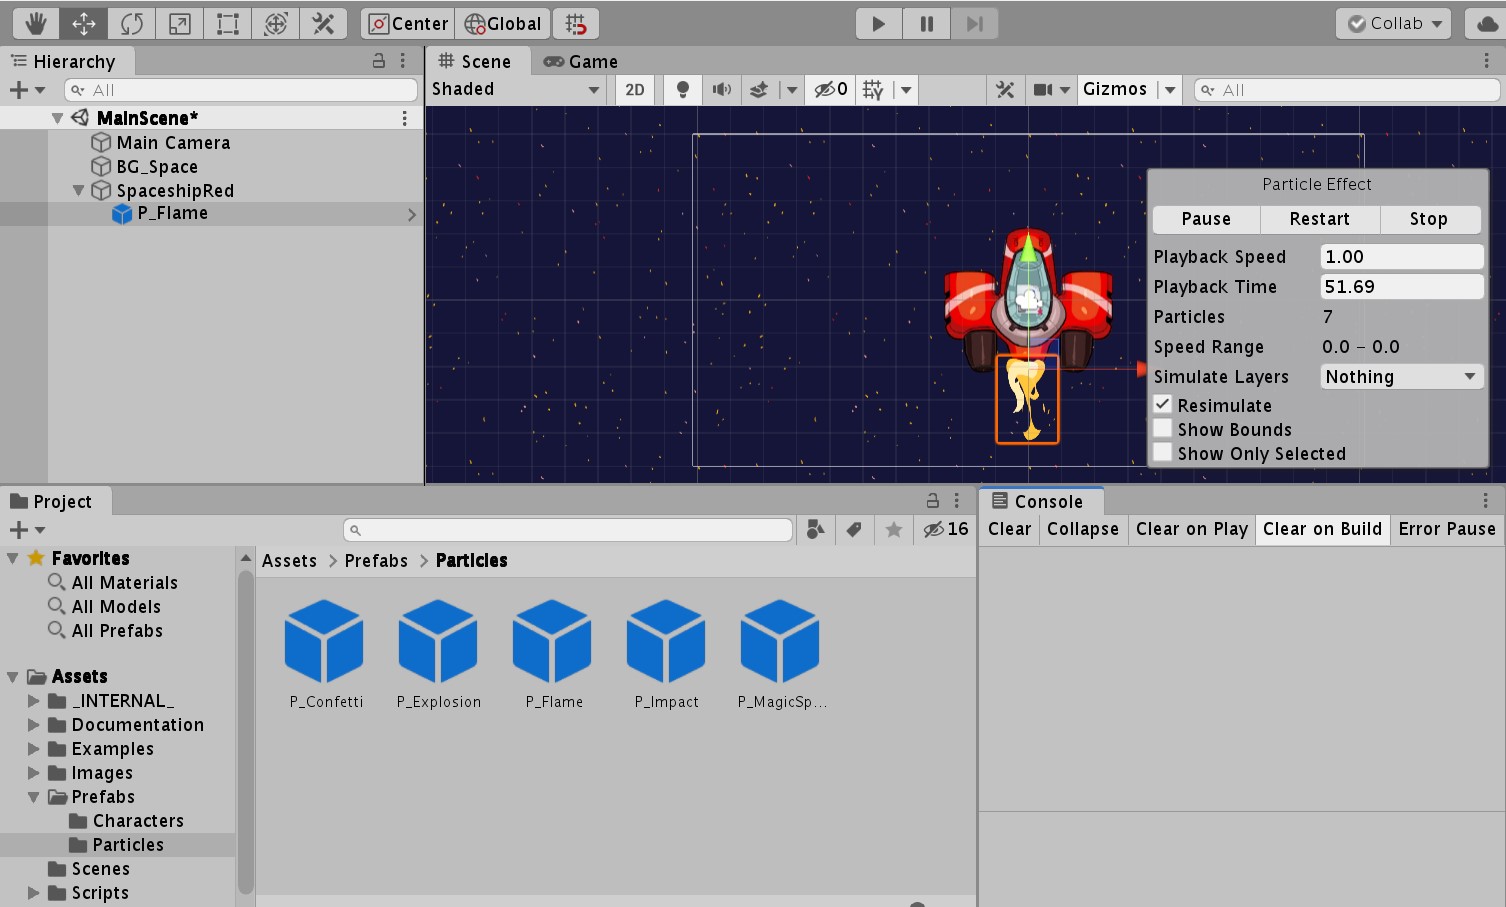 Center Global Collab
Hierarchy
All
MainScene*
Main Camera
BG_Space
SpaceshipRed
P_Flame
Scene Game
Shaded 2D 0 Gizmos All
Particle Effect
Pause Restart Stop
Playback Speed 1.00
Playback Time 51.69
Particles 7
Speed Range 0.0 – 0.0
Simulate Layers Nothing
Resimulate
Show Bounds
Show Only Selected
Project
16
Favorites
All Materials
All Models
All Prefabs
Assets
_INTERNAL_
Documentation
Examples
Images
Prefabs
Characters
Particles
Scenes
Scripts
Assets > Prefabs > Particles
P_Confetti P_Explosion P_Flame P_Impact P_MagicSp...
Console
Clear Collapse Clear on Play Clear on Build Error Pause